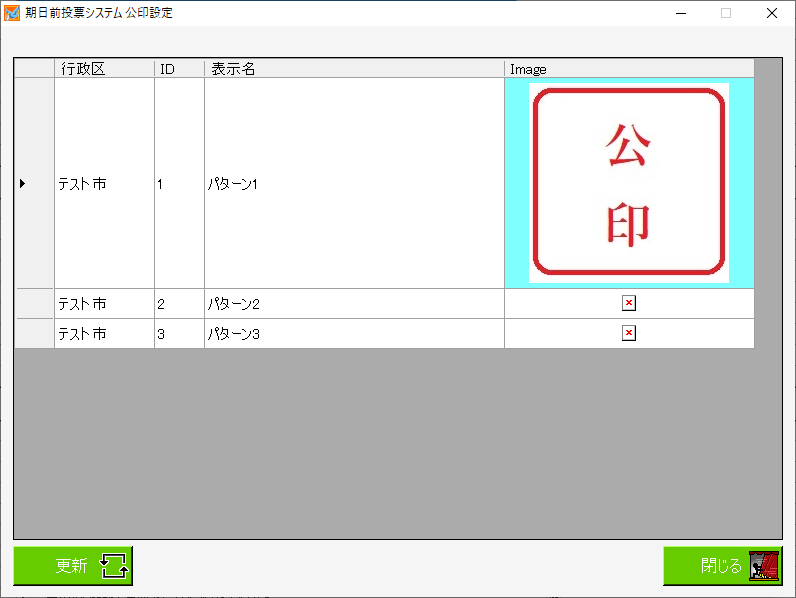 期日前投票システム 公印設定
行政区 ID 表示名 Image
テスト市 1 パターン1
公
印
テスト市 2 パターン2
テスト市 3 パターン3
更新 閉じる